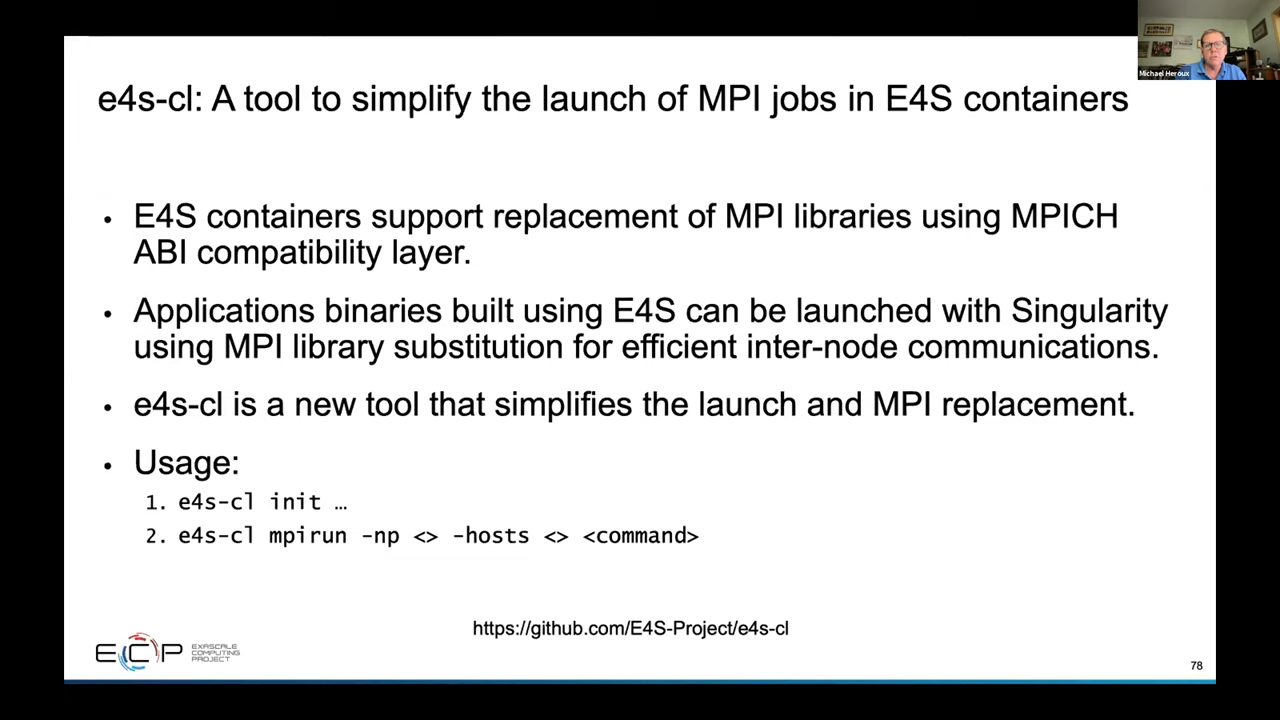 Michael Heroux
e4s-cl: A tool to simplify the launch of MPI jobs in E4S containers
• E4S containers support replacement of MPI libraries using MPICH
ABI compatibility layer.
• Applications binaries built using E4S can be launched with Singularity
using MPI library substitution for efficient inter-node communications.
• e4s-cl is a new tool that simplifies the launch and MPI replacement.
• Usage:
1. e4s-cl init …
2. e4s-cl mpirun -np <> -hosts <> <command>
https://github.com/E4S-Project/e4s-cl
ECP
EXASCALE
COMPUTING
PROJECT
78